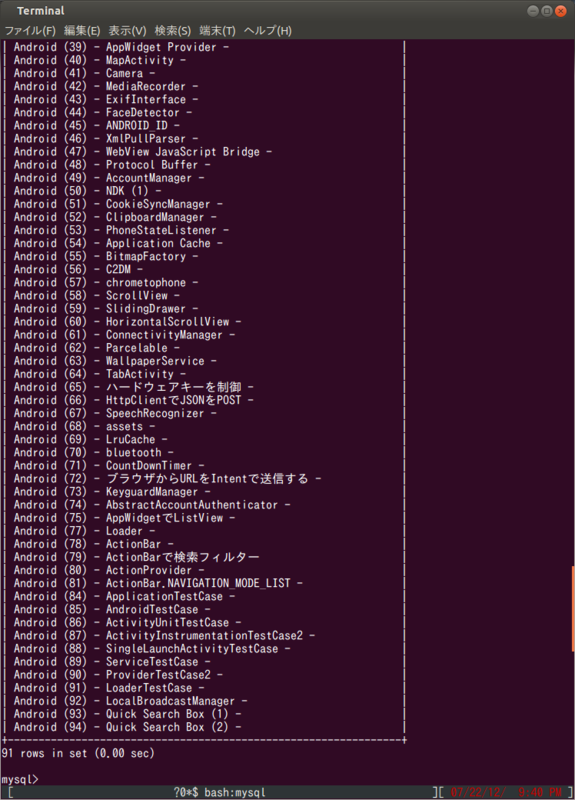 Terminal
ファイル(F) 編集(E) 表示(V) 検索(S) 端末(T) ヘルプ(H)
| Android (39) - AppWidget Provider - |
| Android (40) - MapActivity - |
| Android (41) - Camera - |
| Android (42) - MediaRecorder - |
| Android (43) - ExifInterface - |
| Android (44) - FaceDetector - |
| Android (45) - ANDROID_ID - |
| Android (46) - XmlPullParser - |
| Android (47) - WebView JavaScript Bridge - |
| Android (48) - Protocol Buffer - |
| Android (49) - AccountManager - |
| Android (50) - NDK (1) - |
| Android (51) - CookieSyncManager - |
| Android (52) - ClipboardManager - |
| Android (53) - PhoneStateListener - |
| Android (54) - Application Cache - |
| Android (55) - BitmapFactory - |
| Android (56) - C2DM - |
| Android (57) - chrometophone - |
| Android (58) - ScrollView - |
| Android (59) - SlidingDrawer - |
| Android (60) - HorizontalScrollView - |
| Android (61) - ConnectivityManager - |
| Android (62) - Parcelable - |
| Android (63) - WallpaperService - |
| Android (64) - TabActivity - |
| Android (65) - ハードウェアキーを制御 - |
| Android (66) - HttpClientでJSONをPOST - |
| Android (67) - SpeechRecognizer - |
| Android (68) - assets - |
| Android (69) - LruCache - |
| Android (70) - bluetooth - |
| Android (71) - CountDownTimer - |
| Android (72) - ブラウザからURLをIntentで送信する - |
| Android (73) - KeyguardManager - |
| Android (74) - AbstractAccountAuthenticator - |
| Android (75) - AppWidgetでListView - |
| Android (77) - Loader - |
| Android (78) - ActionBar - |
| Android (79) - ActionBarで検索フィルター |
| Android (80) - ActionProvider - |
| Android (81) - ActionBar.NAVIGATION_MODE_LIST - |
| Android (84) - ApplicationTestCase - |
| Android (85) - AndroidTestCase - |
| Android (86) - ActivityUnitTestCase - |
| Android (87) - ActivityInstrumentationTestCase2 - |
| Android (88) - SingleLaunchActivityTestCase - |
| Android (89) - ServiceTestCase - |
| Android (90) - ProviderTestCase2 - |
| Android (91) - LoaderTestCase - |
| Android (92) - LocalBroadcastManager - |
| Android (93) - Quick Search Box (1) - |
| Android (94) - Quick Search Box (2) - |
+----------------------------------------------------------------+
91 rows in set (0.00 sec)
mysql>
[ ?0*$ bash:mysql ][ 07/22/12/ 9:40 PM ]